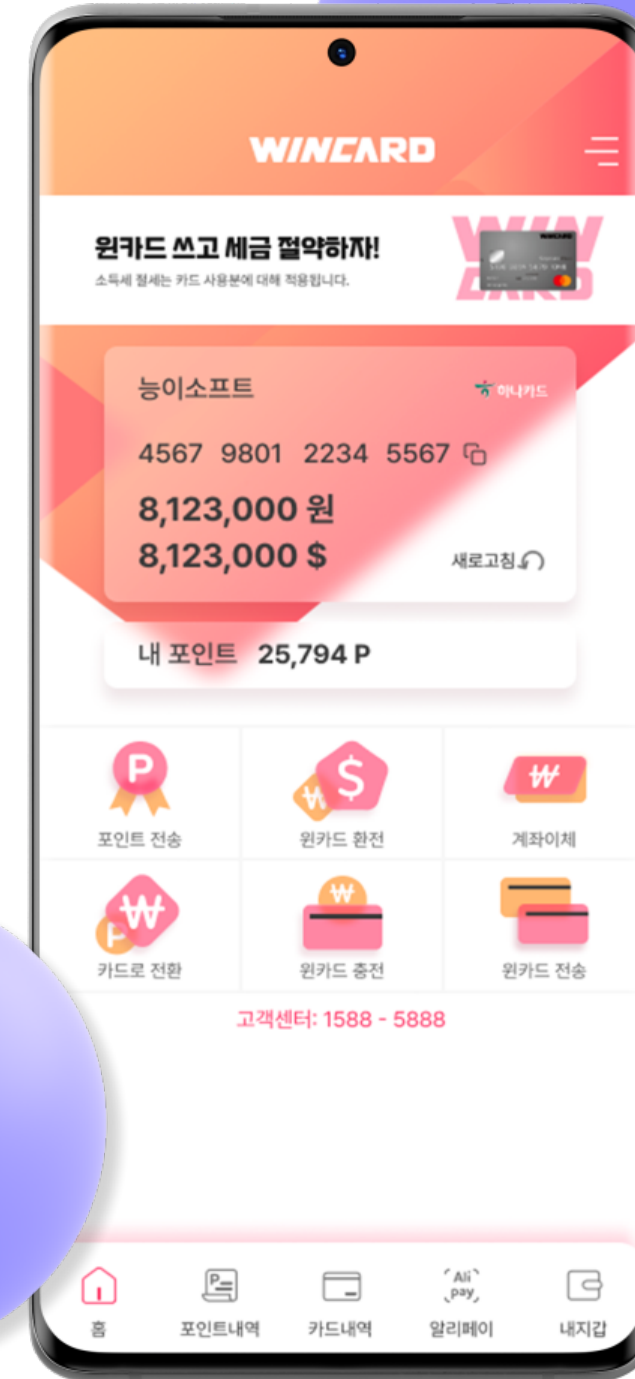 WINCARD
윈카드 쓰고 세금 절약하자!
소득세 절세는 카드 사용분에 대해 적용됩니다.
WIN
CARD
능이소프트
하나카드
4567 9801 2234 5567
8,123,000 원
8,123,000 $
새로고침
내 포인트 25,794 P
P
₩ $
₩
포인트 전송
윈카드 환전
계좌이체
P ₩
₩
카드로 전환
윈카드 충전
윈카드 전송
고객센터: 1588 - 5888
P
Ali
pay
홈
포인트내역
카드내역
알리페이
내지갑